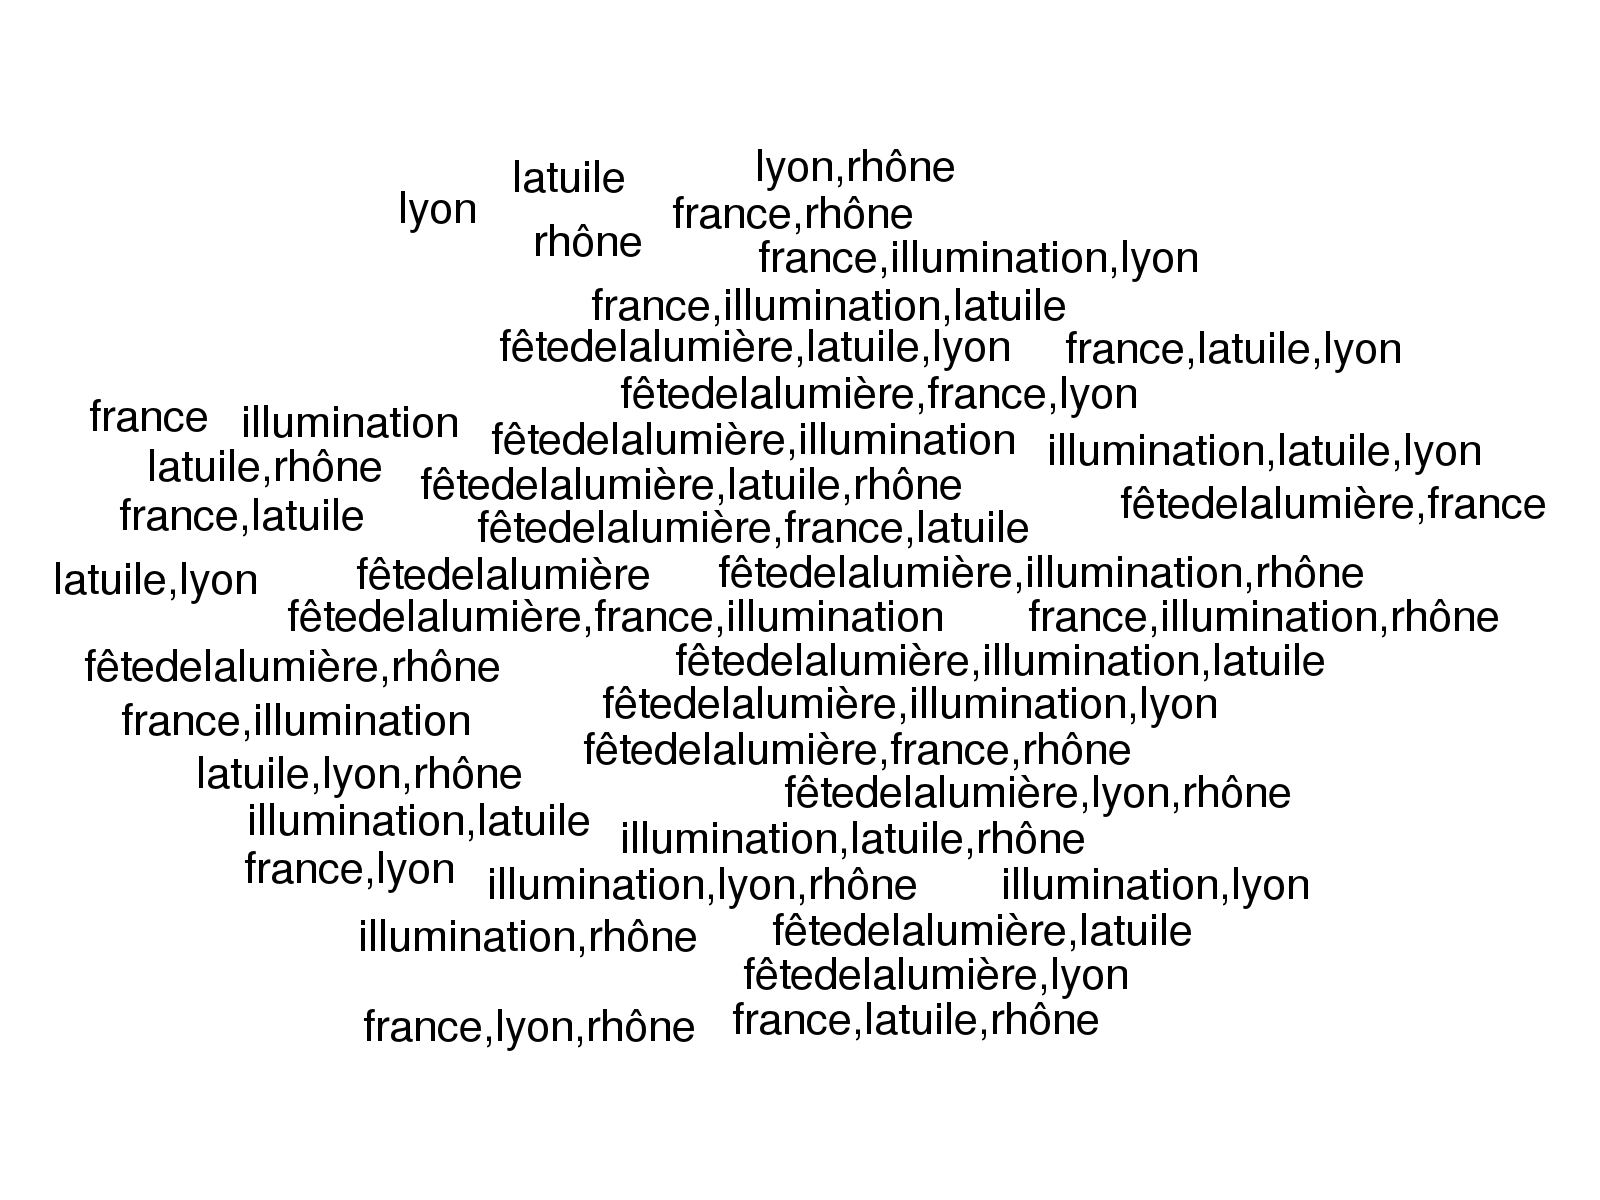 lyon,rhône
latuile
lyon
france,rhône
rhône
france,illumination,lyon
france,illumination,latuile
fêtedelalumière,latuile,lyon
france,latuile,lyon
fêtedelalumière,france,lyon
france
illumination
fêtedelalumière,illumination
illumination,latuile,lyon
latuile,rhône
fêtedelalumière,latuile,rhône
fêtedelalumière,france
france,latuile
fêtedelalumière,france,latuile
latuile,lyon
fêtedelalumière
fêtedelalumière,illumination,rhône
fêtedelalumière,france,illumination
france,illumination,rhône
fêtedelalumière,rhône
fêtedelalumière,illumination,latuile
fêtedelalumière,illumination,lyon
france,illumination
fêtedelalumière,france,rhône
latuile,lyon,rhône
fêtedelalumière,lyon,rhône
illumination,latuile
illumination,latuile,rhône
france,lyon
illumination,lyon,rhône
illumination,lyon
illumination,rhône
fêtedelalumière,latuile
fêtedelalumière,lyon
france,lyon,rhône
france,latuile,rhône